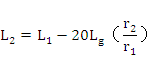 L₂ = L₁ − 20Lg (r₂/r₁)